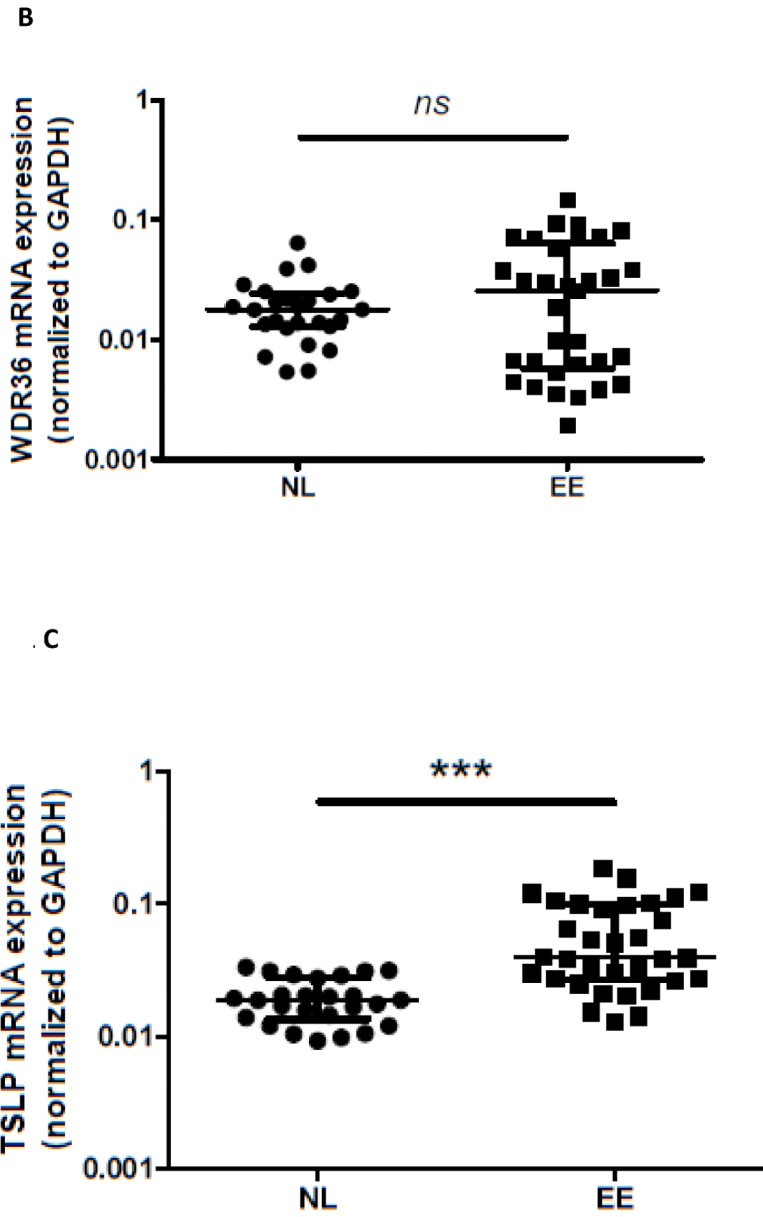 B
WDR36 mRNA expression
(normalized to GAPDH)
1
0.1
0.01
0.001
ns
NL
EE
. C
TSLP mRNA expression
(normalized to GAPDH)
1
0.1
0.01
0.001
***
NL
EE